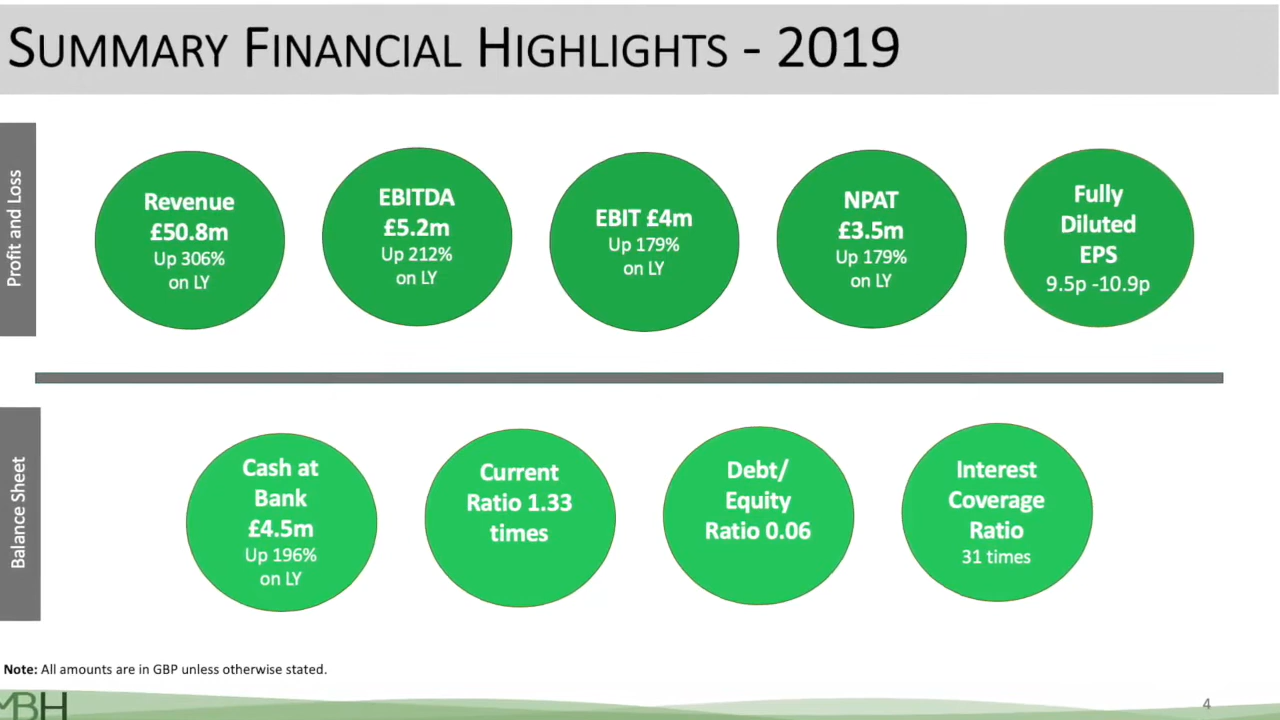 SUMMARY FINANCIAL HIGHLIGHTS - 2019
Profit and Loss
Revenue
£50.8m
Up 306%
on LY
EBITDA
£5.2m
Up 212%
on LY
EBIT £4m
Up 179%
on LY
NPAT
£3.5m
Up 179%
on LY
Fully
Diluted
EPS
9.5p -10.9p
Balance Sheet
Cash at
Bank
£4.5m
Up 196%
on LY
Current
Ratio 1.33
times
Debt/
Equity
Ratio 0.06
Interest
Coverage
Ratio
31 times
Note: All amounts are in GBP unless otherwise stated.
MBH
4